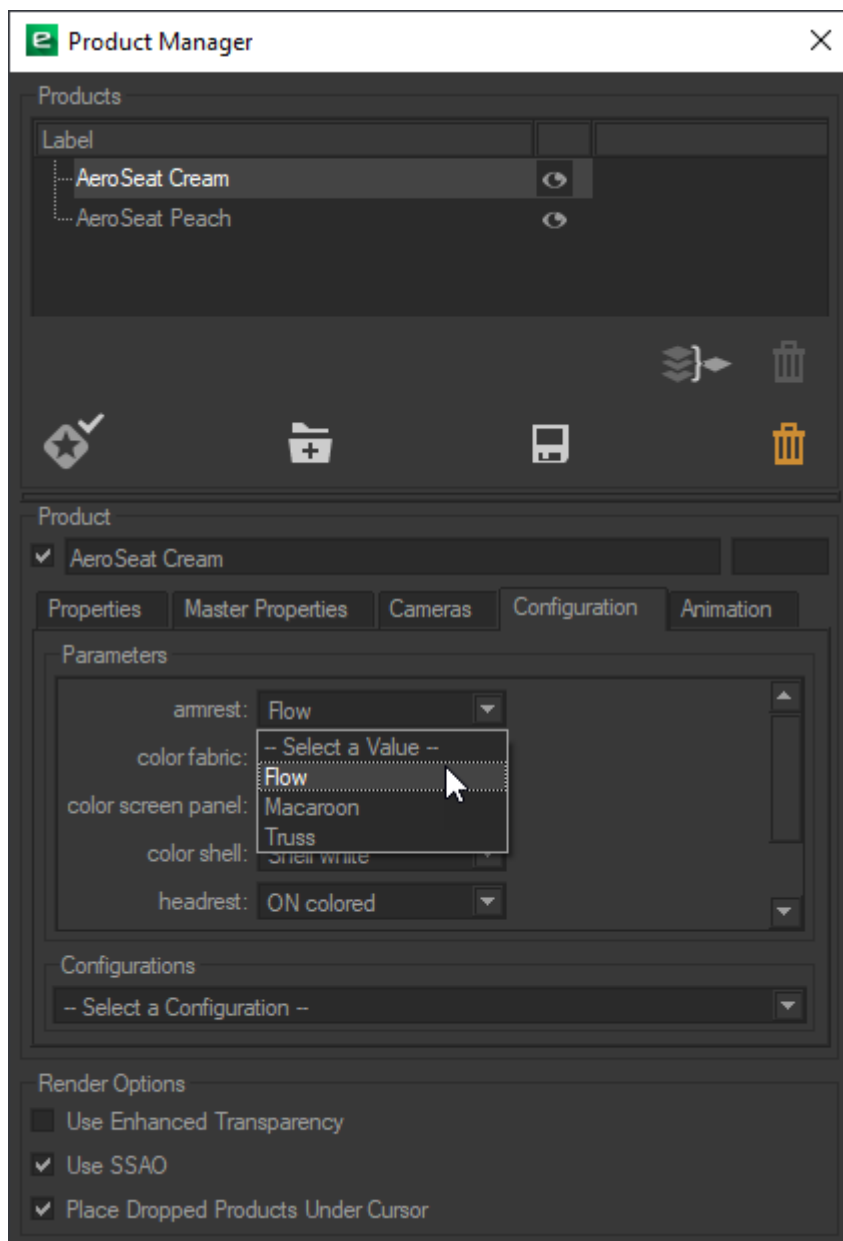 Product Manager
Products
Label
AeroSeat Cream
AeroSeat Peach
Product
AeroSeat Cream
Properties Master Properties Cameras Configuration Animation
Parameters
armrest: Flow
-- Select a Value --
color fabric:
Flow
color screen panel: Macaroon
Truss
color shell: Shell white
headrest: ON colored
Configurations
-- Select a Configuration --
Render Options
Use Enhanced Transparency
Use SSAO
Place Dropped Products Under Cursor